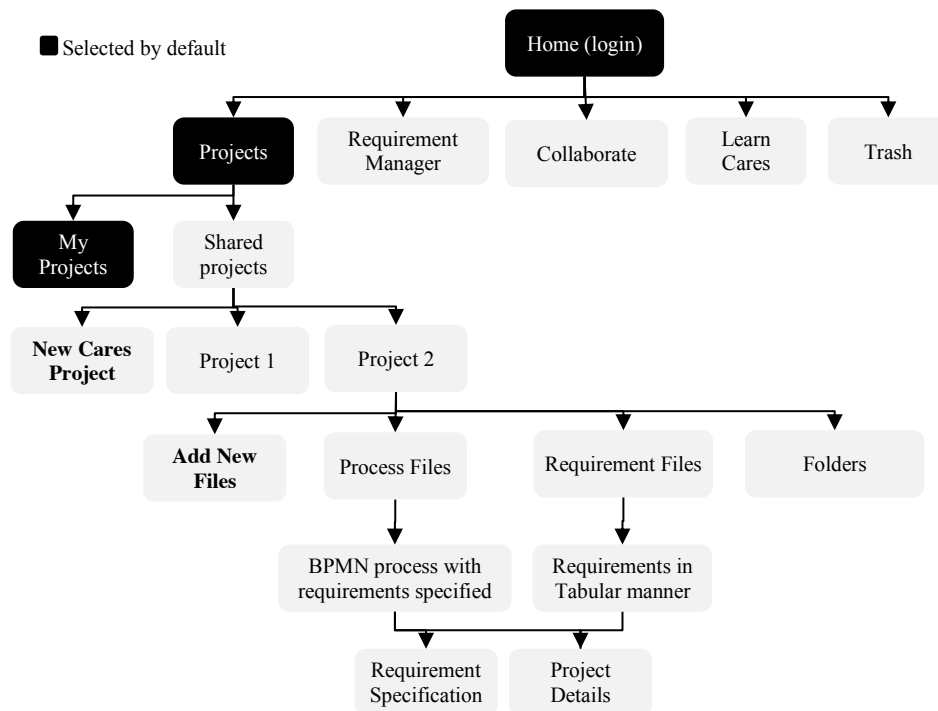 Selected by default
Home (login)
Projects
Requirement
Manager
Collaborate
Learn
Cares
Trash
My
Projects
Shared
projects
New Cares
Project
Project 1
Project 2
Add New
Files
Process Files
Requirement Files
Folders
BPMN process with
requirements specified
Requirements in
Tabular manner
Requirement
Specification
Project
Details